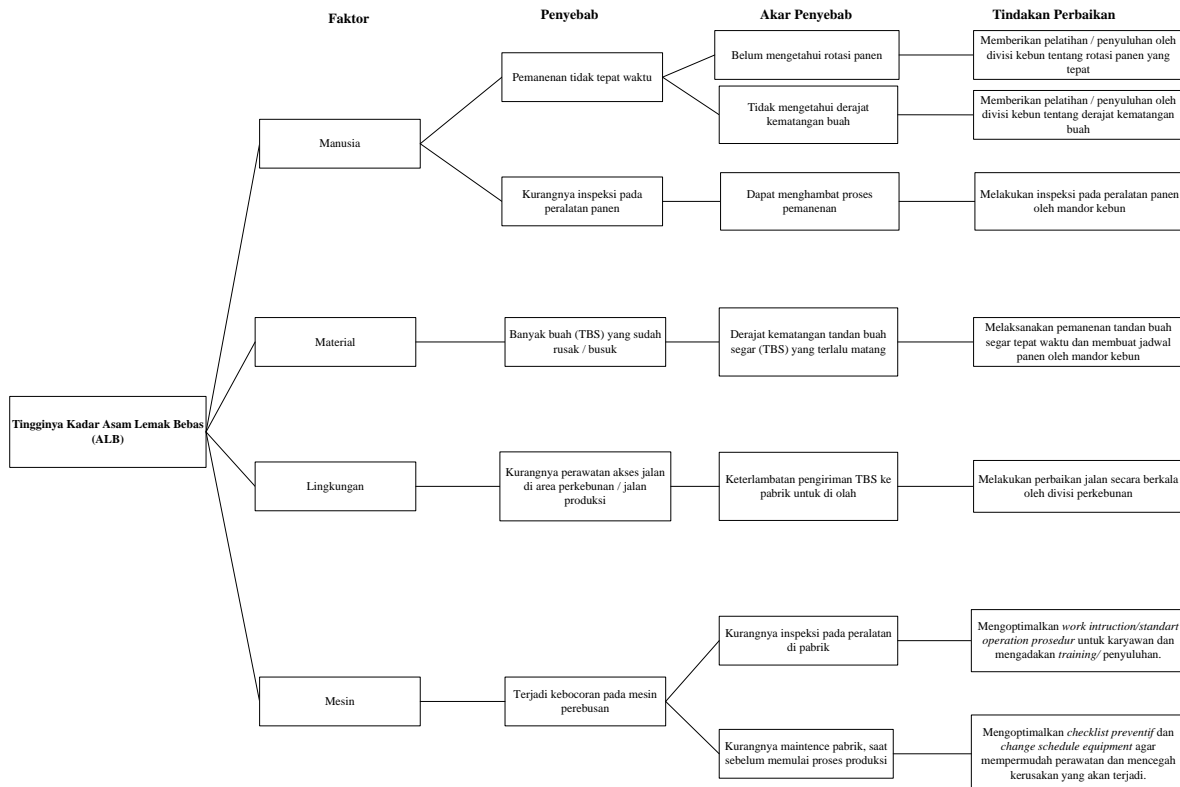 Faktor
Penyebab
Akar Penyebab
Tindakan Perbaikan
Tingginya Kadar Asam Lemak Bebas
(ALB)
Manusia
Pemanenan tidak tepat waktu
Belum mengetahui rotasi panen
Memberikan pelatihan / penyuluhan oleh
divisi kebun tentang rotasi panen yang
tepat
Tidak mengetahui derajat
kematangan buah
Memberikan pelatihan / penyuluhan oleh
divisi kebun tentang derajat kematangan
buah
Kurangnya inspeksi pada
peralatan panen
Dapat menghambat proses
pemanenan
Melakukan inspeksi pada peralatan panen
oleh mandor kebun
Material
Banyak buah (TBS) yang sudah
rusak / busuk
Derajat kematangan tandan buah
segar (TBS) yang terlalu matang
Melaksanakan pemanenan tandan buah
segar tepat waktu dan membuat jadwal
panen oleh mandor kebun
Lingkungan
Kurangnya perawatan akses jalan
di area perkebunan / jalan
produksi
Keterlambatan pengiriman TBS ke
pabrik untuk di olah
Melakukan perbaikan jalan secara berkala
oleh divisi perkebunan
Mesin
Terjadi kebocoran pada mesin
perebusan
Kurangnya inspeksi pada peralatan
di pabrik
Mengoptimalkan work intruction/standart
operation prosedur untuk karyawan dan
mengadakan training/ penyuluhan.
Kurangnya maintence pabrik, saat
sebelum memulai proses produksi
Mengoptimalkan checklist preventif dan
change schedule equipment agar
mempermudah perawatan dan mencegah
kerusakan yang akan terjadi.